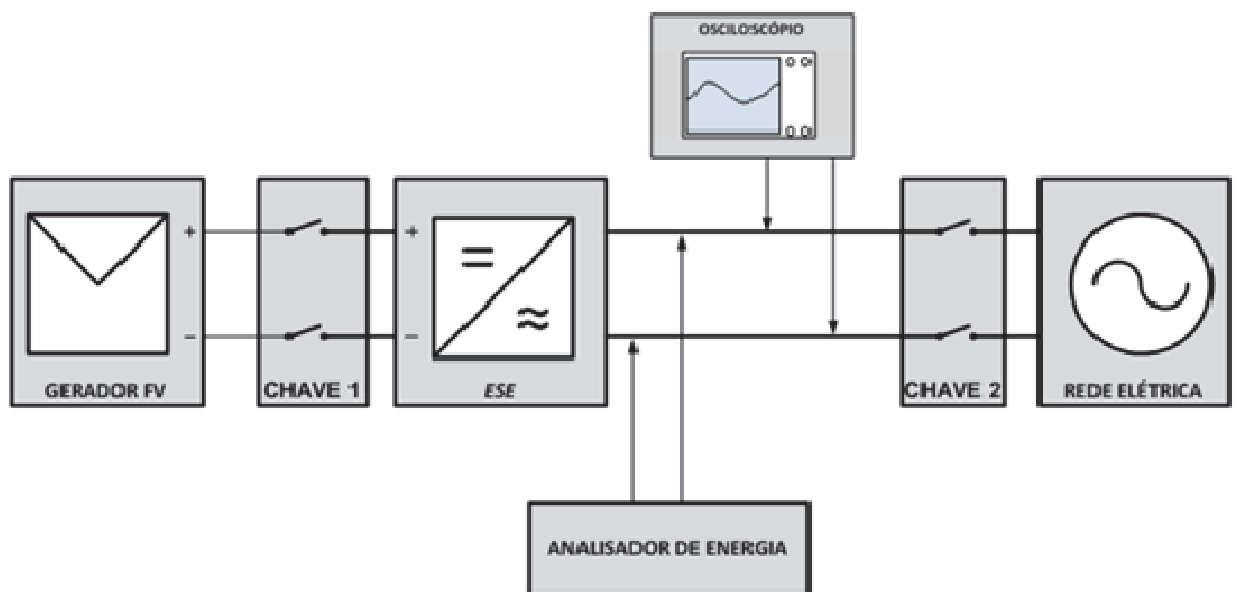 OSCILOSCÓPIO
+ + 
- -
GERADOR FV
CHAVE 1
ESE
CHAVE 2
REDE ELÉTRICA
ANALISADOR DE ENERGIA